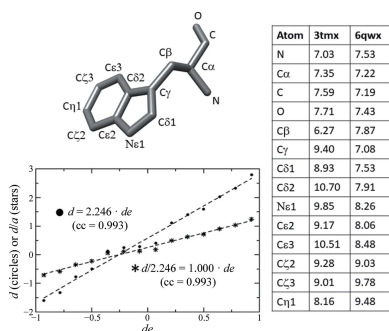 O
C
Cβ
Cα
N
Cε3
Cζ3
Cδ2
Cγ
Cη1
Cδ1
Cζ2
Cε2
Nε1
Atom 3tmx 6qwx
N 7.03 7.53
Cα 7.35 7.22
C 7.59 7.19
O 7.71 7.43
Cβ 6.27 7.87
Cγ 9.40 7.08
Cδ1 8.93 7.53
Cδ2 10.70 7.91
Nε1 9.85 8.26
Cε2 9.17 8.06
Cε3 10.51 8.48
Cζ2 9.28 9.03
Cζ3 9.01 9.78
Cη1 8.16 9.48
d (circles) or d/a (stars)
3
2
1
0
-1
-2
d = 2.246 · de
(cc = 0.993)
d/2.246 = 1.000 · de
(cc = 0.993)
-1 -0.5 0 0.5 1
de